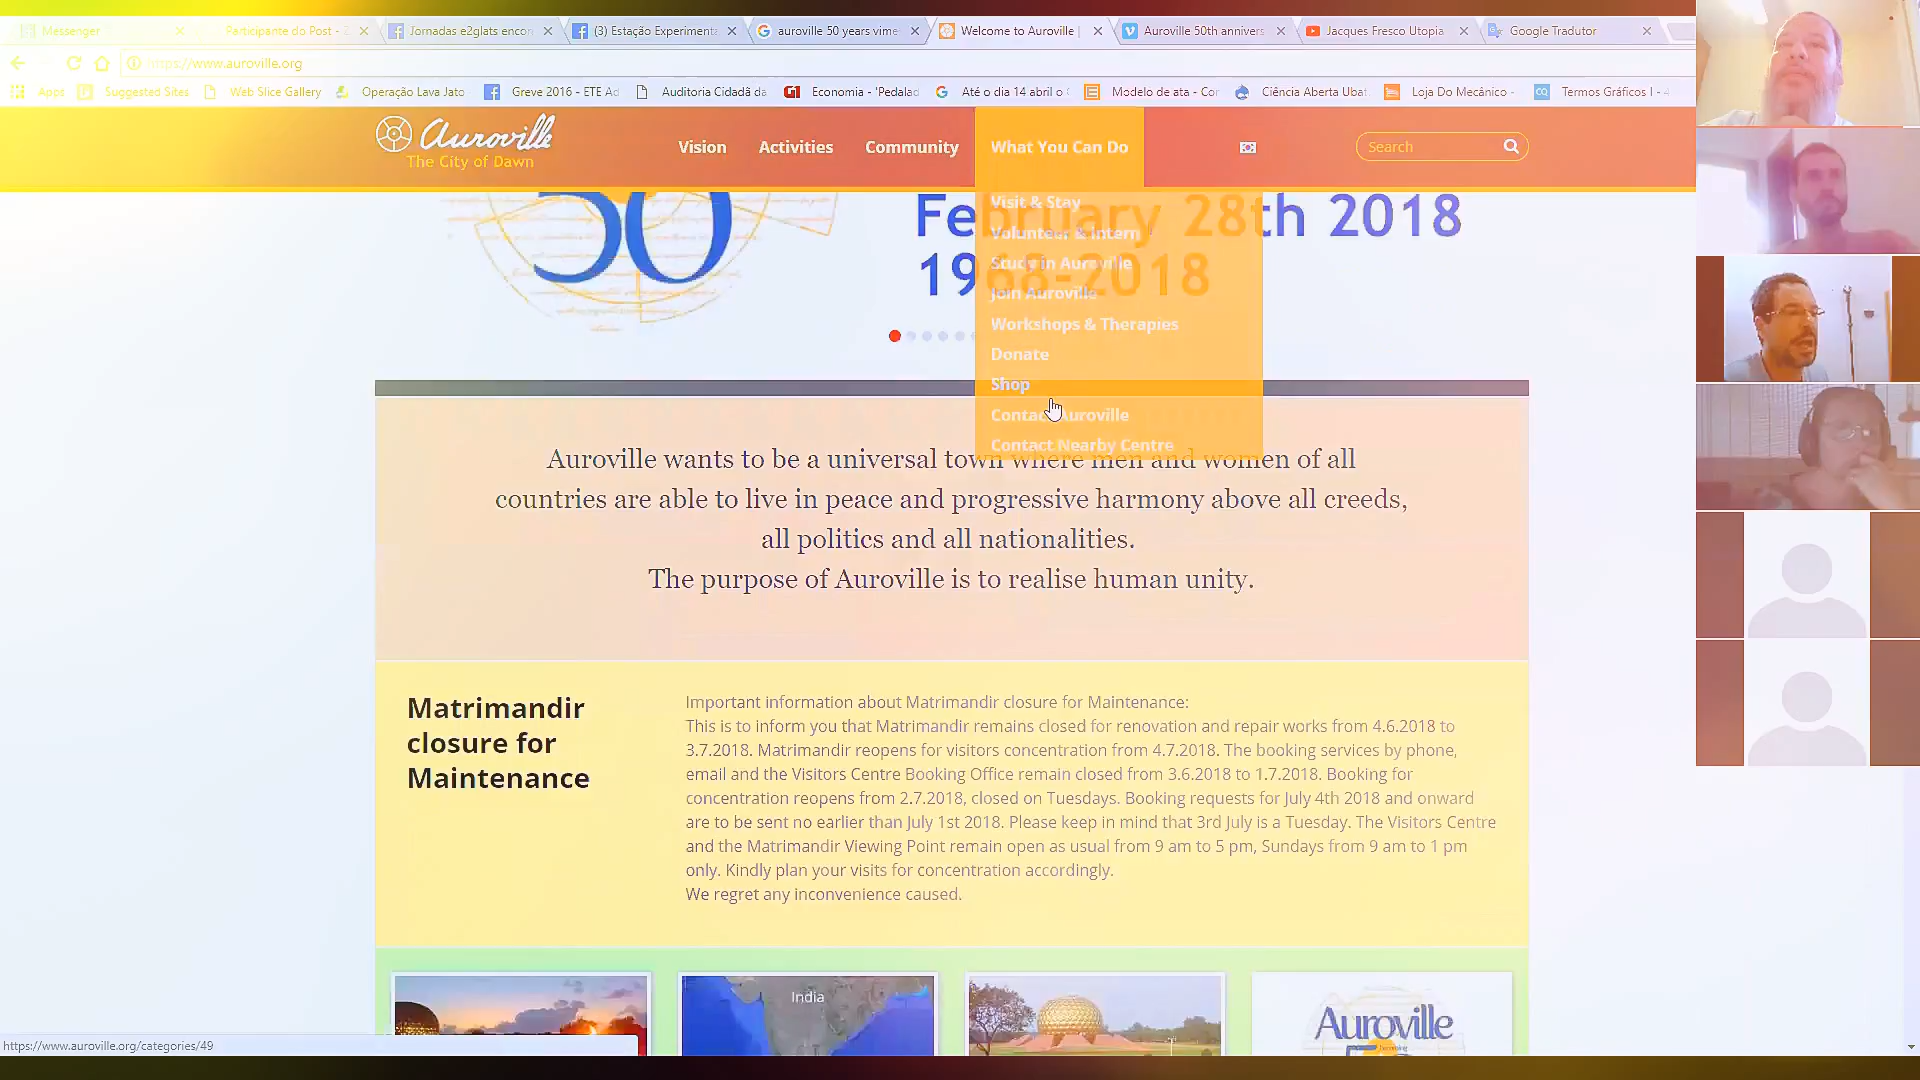 Messenger
Participante do Post - Z
Jornadas e2glats encon
(3) Estação Experimenta
auroville 50 years vime
Welcome to Auroville |
Auroville 50th annivers
Jacques Fresco Utopia
Google Tradutor
https://www.auroville.org
Apps
Suggested Sites
Web Slice Gallery
Operação Lava Jato
Greve 2016 - ETE Ad
Auditoria Cidadã da
Economia - 'Pedalad
Até o dia 14 abril o
Modelo de ata - Cor
Ciência Aberta Ubat
Loja Do Mecânico -
Termos Gráficos I - 4
Auroville
The City of Dawn
Vision
Activities
Community
What You Can Do
Search
50
February 28th 2018
1968-2018
Visit & Stay
Volunteer & Intern
Study in Auroville
Join Auroville
Workshops & Therapies
Donate
Shop
Contact Auroville
Contact Nearby Centre
Auroville wants to be a universal town where men and women of all
countries are able to live in peace and progressive harmony above all creeds,
all politics and all nationalities.
The purpose of Auroville is to realise human unity.
Matrimandir
closure for
Maintenance
Important information about Matrimandir closure for Maintenance:
This is to inform you that Matrimandir remains closed for renovation and repair works from 4.6.2018 to
3.7.2018. Matrimandir reopens for visitors concentration from 4.7.2018. The booking services by phone,
email and the Visitors Centre Booking Office remain closed from 3.6.2018 to 1.7.2018. Booking for
concentration reopens from 2.7.2018, closed on Tuesdays. Booking requests for July 4th 2018 and onward
are to be sent no earlier than July 1st 2018. Please keep in mind that 3rd July is a Tuesday. The Visitors Centre
and the Matrimandir Viewing Point remain open as usual from 9 am to 5 pm, Sundays from 9 am to 1 pm
only. Kindly plan your visits for concentration accordingly.
We regret any inconvenience caused.
India
Auroville
https://www.auroville.org/categories/49